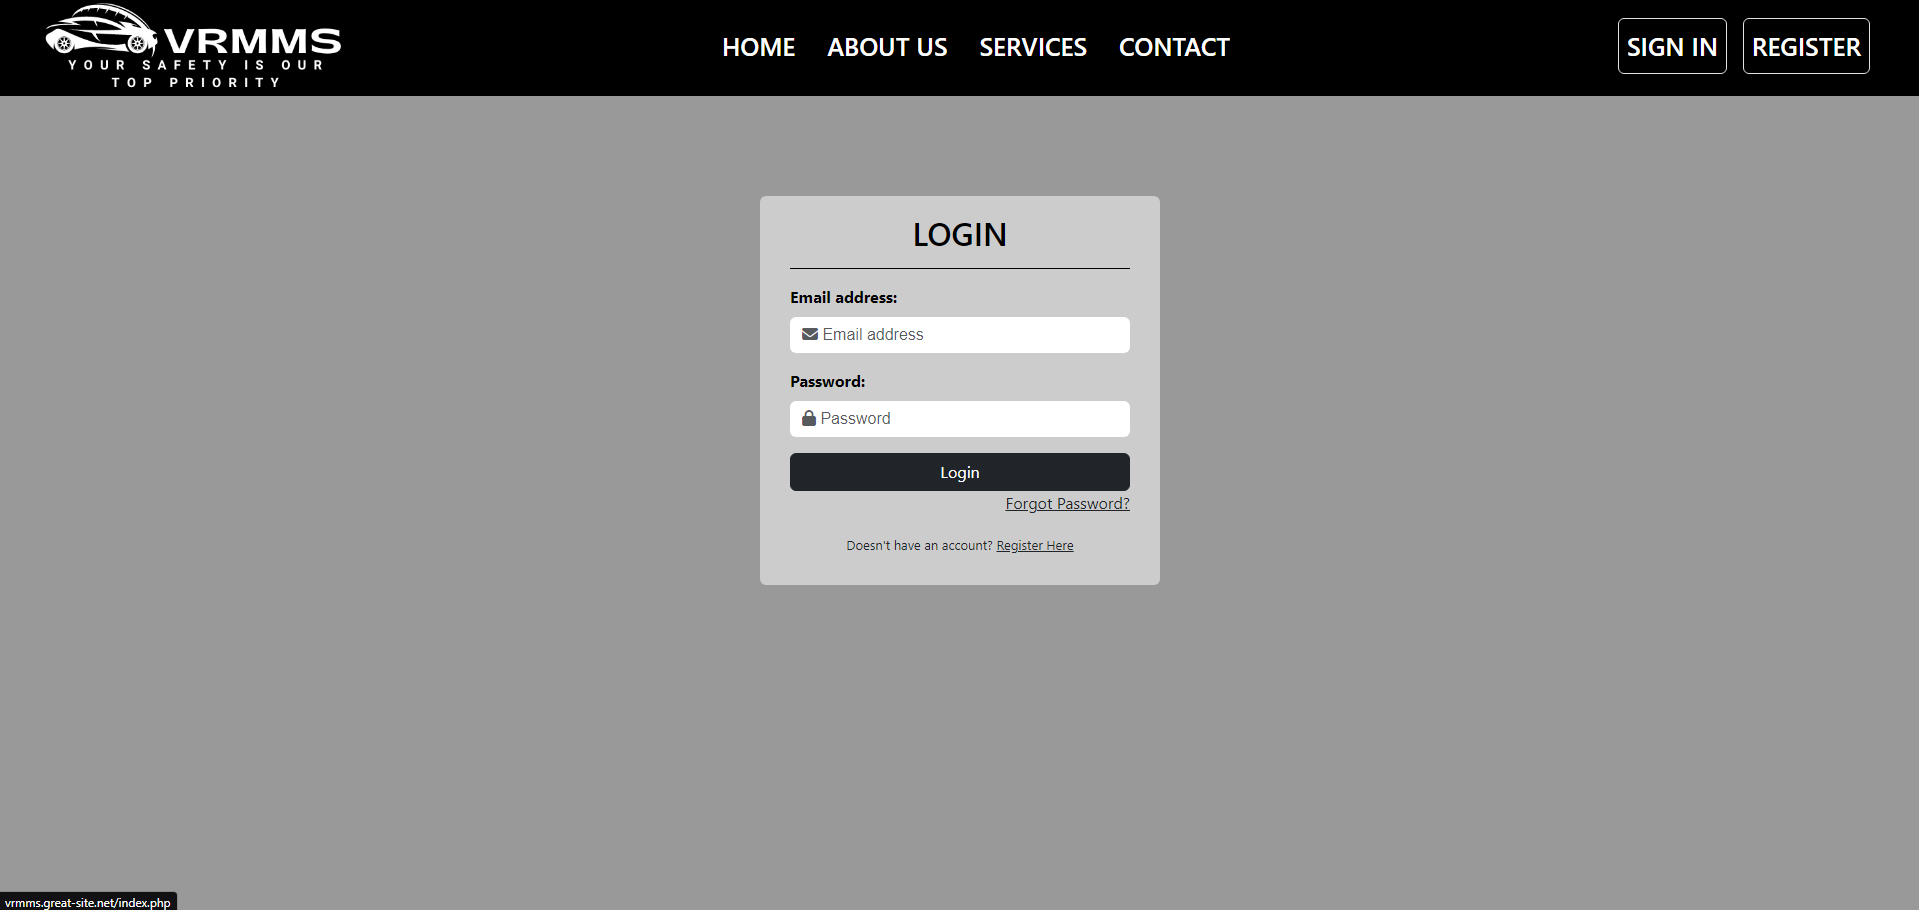 VRMMS
YOUR SAFETY IS OUR
TOP PRIORITY
HOME ABOUT US SERVICES CONTACT
SIGN IN REGISTER
LOGIN
Email address:
Email address
Password:
Password
Login
Forgot Password?
Doesn't have an account? Register Here
vrmms.great-site.net/index.php